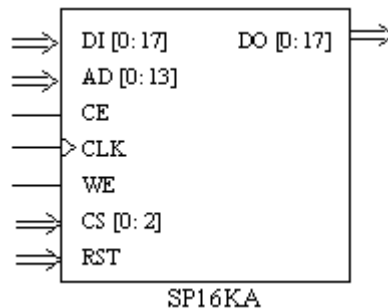 DI [0:17] DO [0:17]
AD [0:13]
CE
CLK
WE
CS [0:2]
RST
SP16KA